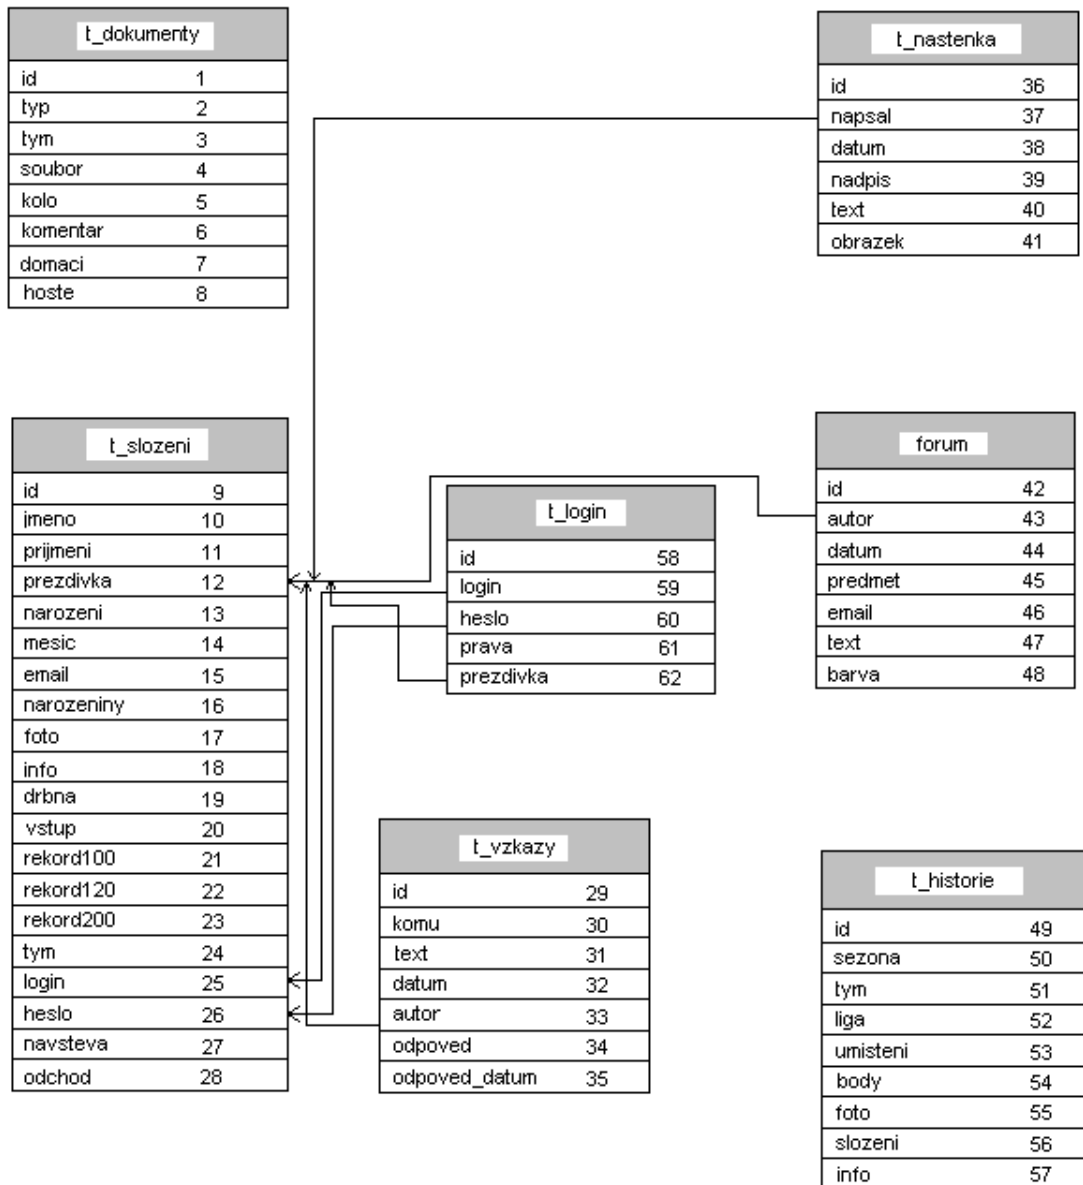 t_dokumenty
id 1
typ 2
tym 3
soubor 4
kolo 5
komentar 6
domaci 7
hoste 8
t_nastenka
id 36
napsal 37
datum 38
nadpis 39
text 40
obrazek 41
t_slozeni
id 9
jmeno 10
prijmeni 11
prezdivka 12
narozeni 13
mesic 14
email 15
narozeniny 16
foto 17
info 18
drbna 19
vstup 20
rekord100 21
rekord120 22
rekord200 23
tym 24
login 25
heslo 26
navsteva 27
odchod 28
t_login
id 58
login 59
heslo 60
prava 61
prezdivka 62
forum
id 42
autor 43
datum 44
predmet 45
email 46
text 47
barva 48
t_vzkazy
id 29
komu 30
text 31
datum 32
autor 33
odpoved 34
odpoved_datum 35
t_historie
id 49
sezona 50
tym 51
liga 52
umisteni 53
body 54
foto 55
slozeni 56
info 57